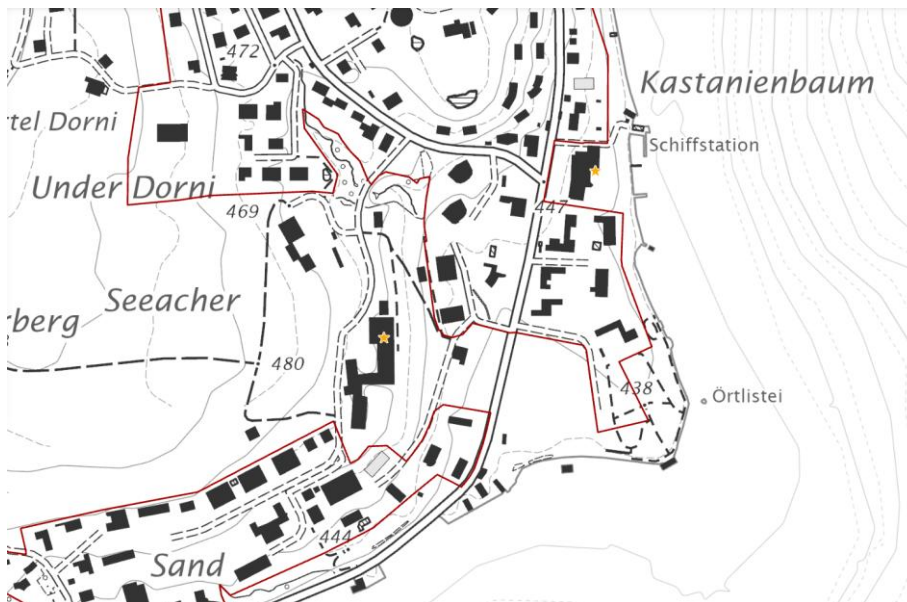 472
Kastanienbaum
rtel Dorni
Schiffstation
Under Dorni
469
447
Seeacher
rberg
480
438
Örtlistei
444
Sand